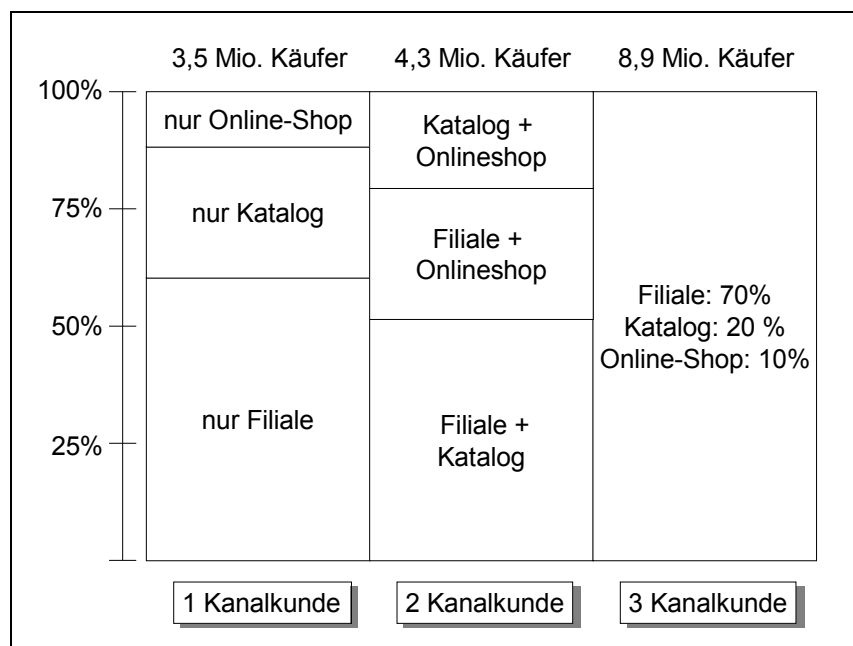 3,5 Mio. Käufer 4,3 Mio. Käufer 8,9 Mio. Käufer
100%
75%
50%
25%
nur Online-Shop
nur Katalog
nur Filiale
Katalog +
Onlineshop
Filiale +
Onlineshop
Filiale +
Katalog
Filiale: 70%
Katalog: 20 %
Online-Shop: 10%
1 Kanalkunde 2 Kanalkunde 3 Kanalkunde